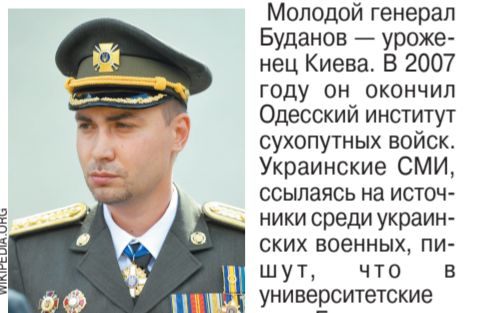 WIKIPEDIA.ORG
Молодой генерал
Буданов — уроже-
нец Киева. В 2007
году он окончил
Одесский институт
сухопутных войск.
Украинские СМИ,
ссылаясь на источ-
ники среди украин-
ских военных, пи-
шут, что в
университетские